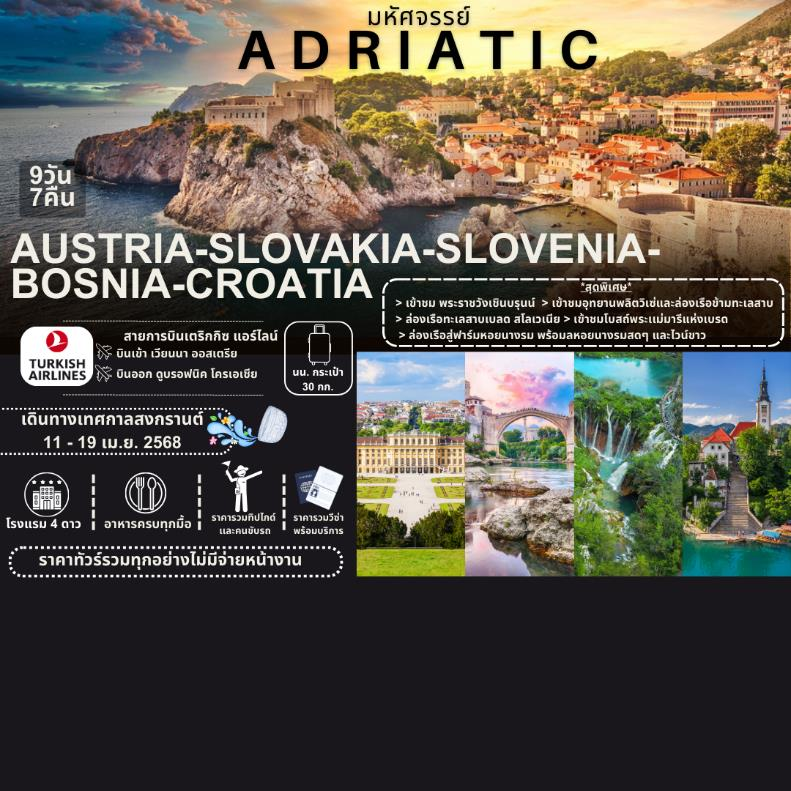 มหัศจรรย์
ADRIATIC
9วัน
7คืน
AUSTRIA-SLOVAKIA-SLOVENIA-
BOSNIA-CROATIA
*สุดพิเศษ*
> เข้าชม พระราชวังเชินบรุนน์ > เข้าชมอุทยานพลิตวิเซ่และล่องเรือข้ามทะเลสาบ
> ล่องเรือทะเลสาบเบลด สโลเวเนีย > เข้าชมโบสถ์พระแม่มารีแห่งเบรด
> ล่องเรือสู่ฟาร์มหอยนางรม พร้อมลหอยนางรมสดๆ และไวน์ขาว
TURKISH
AIRLINES
สายการบินเตริกกิช แอร์ไลน์
บินเข้า เวียนนา ออสเตรีย
บินออก ดูบรอฟนิค โครเอเชีย
นน. กระเป๋า
30 กก.
เดินทางเทศกาลสงกรานต์
11 - 19 เม.ย. 2568
โรงแรม 4 ดาว
อาหารครบทุกมื้อ
ราคารวมทิปไกด์
และคนขับรถ
ราคารวมวีซ่า
พร้อมบริการ
ราคาทัวร์รวมทุกอย่างไม่มีจ่ายหน้างาน